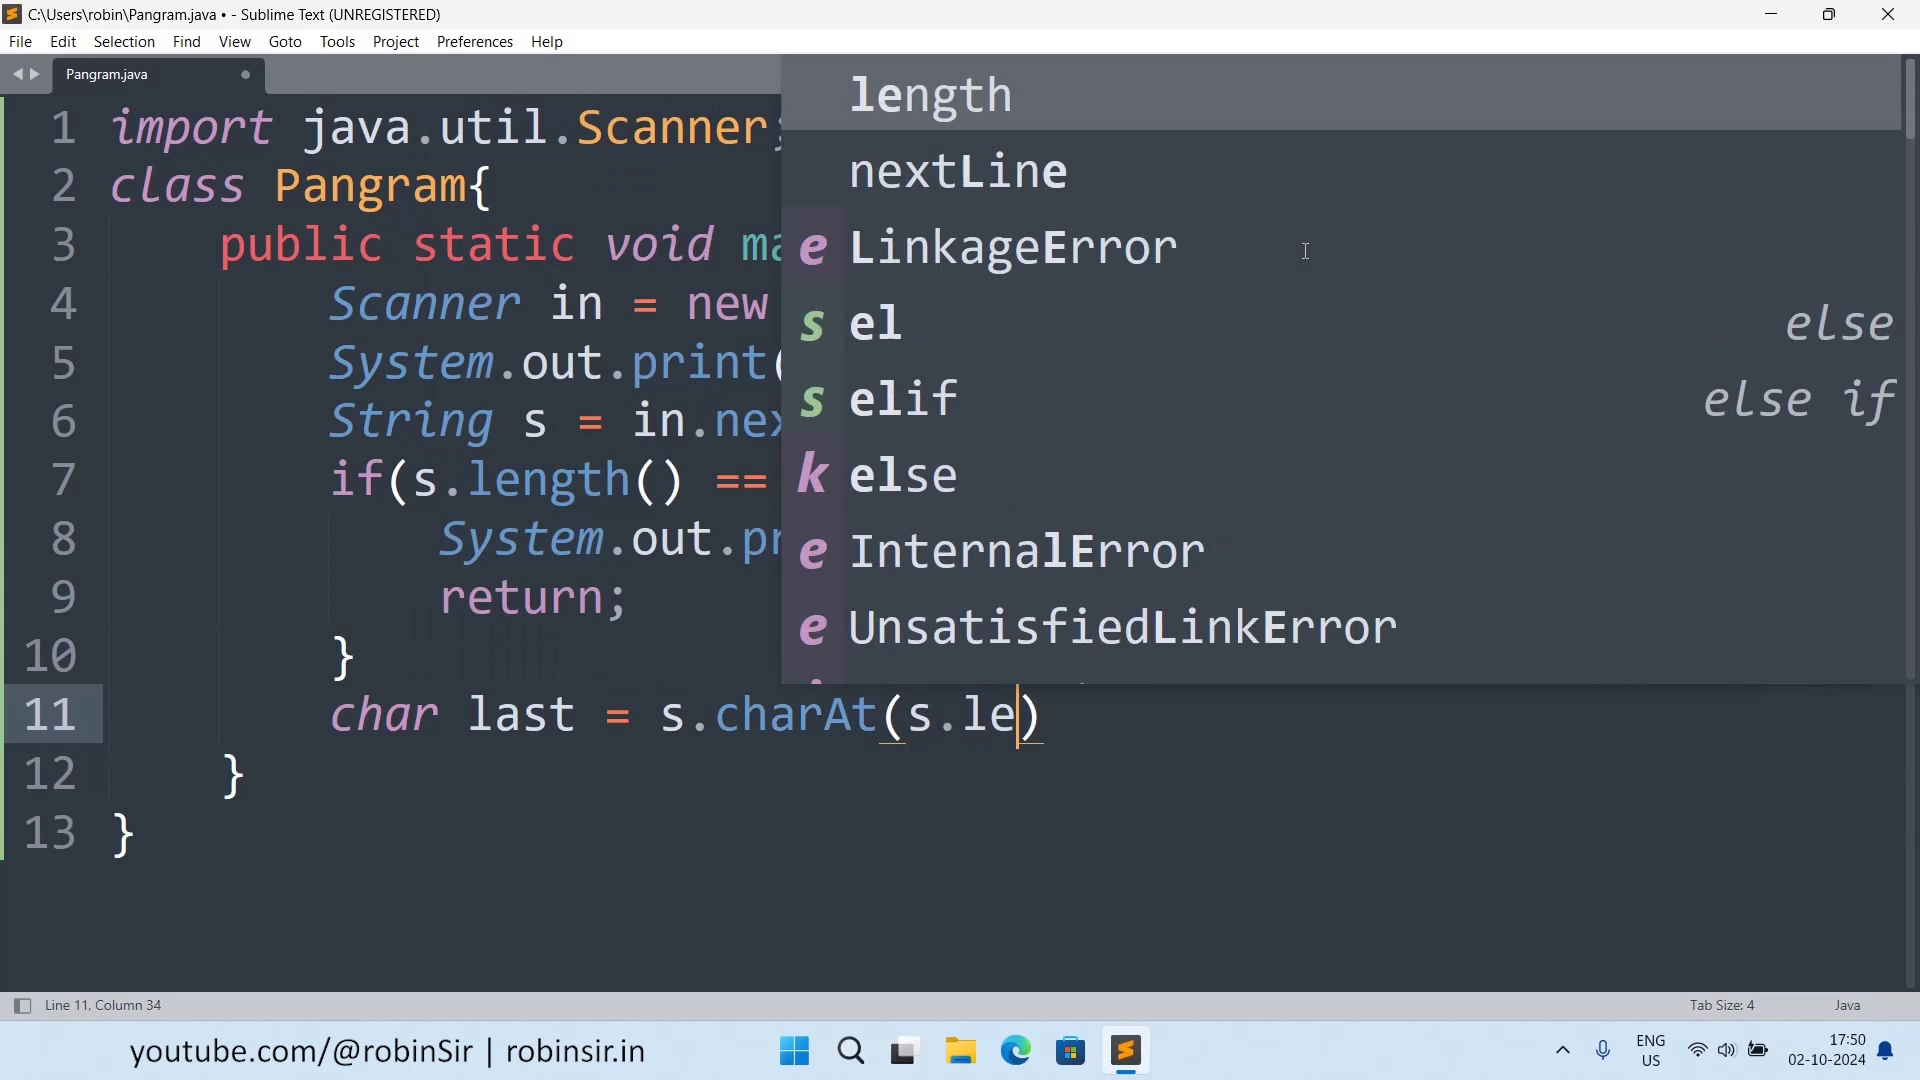 C:\Users\robin\Pangram.java • - Sublime Text (UNREGISTERED)
File Edit Selection Find View Goto Tools Project Preferences Help
Pangram.java
1 import java.util.Scanner;
2 class Pangram{
3 public static void ma
4 Scanner in = new
5 System.out.print(
6 String s = in.nex
7 if(s.length() ==
8 System.out.pr
9 return;
10 }
11 char last = s.charAt(s.le)
12 }
13 }
length
nextLine
e LinkageError
s el else
s elif else if
k else
e InternalError
e UnsatisfiedLinkError
Line 11, Column 34
Tab Size: 4 Java
youtube.com/@robinSir | robinsir.in
ENG
US
17:50
02-10-2024